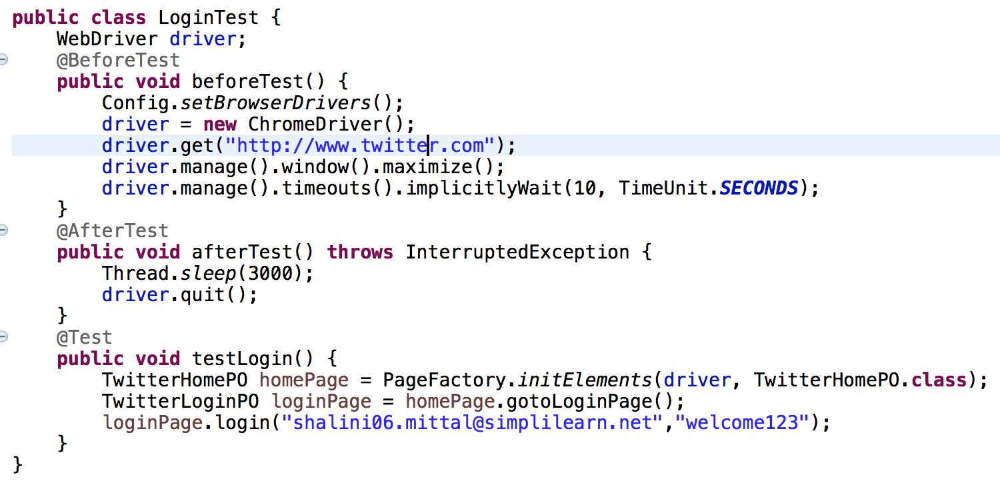 public class LoginTest {
    WebDriver driver;
    @BeforeTest
    public void beforeTest() {
        Config.setBrowserDrivers();
        driver = new ChromeDriver();
        driver.get("http://www.twitter.com");
        driver.manage().window().maximize();
        driver.manage().timeouts().implicitlyWait(10, TimeUnit.SECONDS);
    }
    @AfterTest
    public void afterTest() throws InterruptedException {
        Thread.sleep(3000);
        driver.quit();
    }
    @Test
    public void testLogin() {
        TwitterHomePO homePage = PageFactory.initElements(driver, TwitterHomePO.class);
        TwitterLoginPO loginPage = homePage.gotoLoginPage();
        loginPage.login("shalini06.mittal@simplilearn.net","welcome123");
    }
}